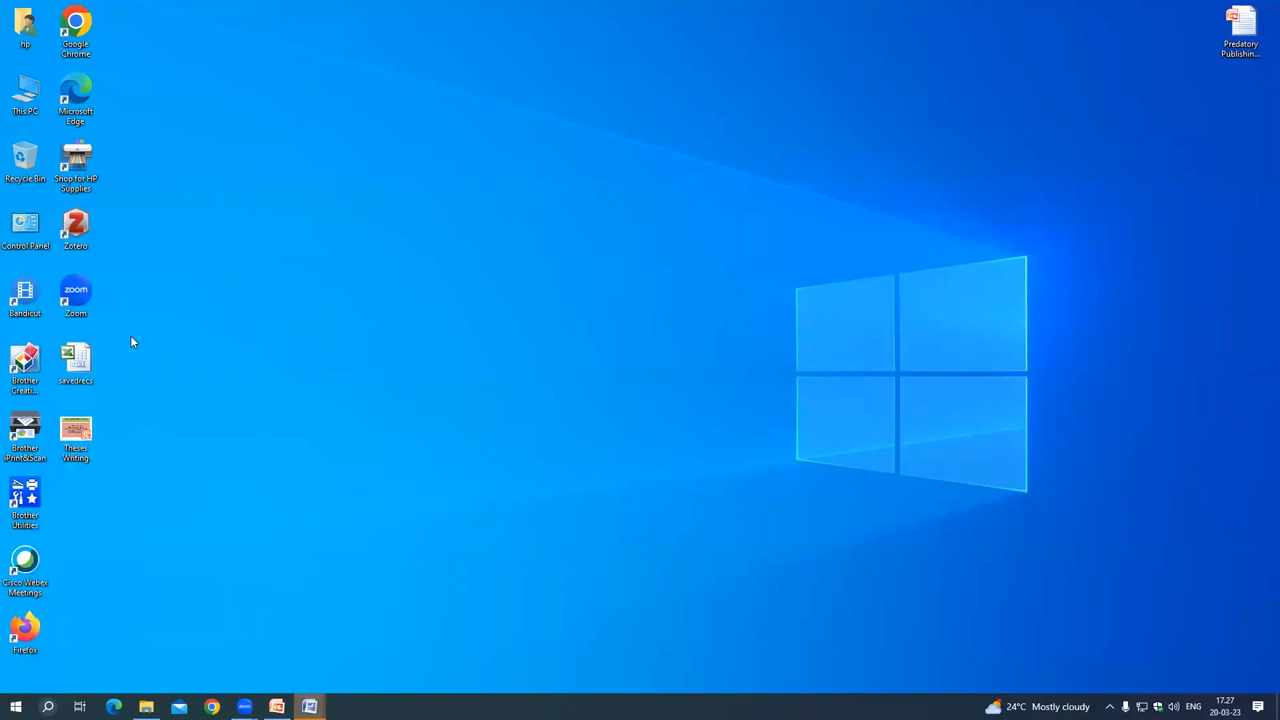 hp
Google
Chrome
Predatory
Publishin...
This PC
Microsoft
Edge
Recycle Bin
Shop for HP
Supplies
Control Panel
Zotero
zoom
Bandicut
Zoom
Brother
Creati...
savedrecs
Brother
iPrint&Scan
Theses
Writing
Brother
Utilities
Cisco Webex
Meetings
Firefox
zoom
24°C Mostly cloudy
ENG
17.27
20-03-23